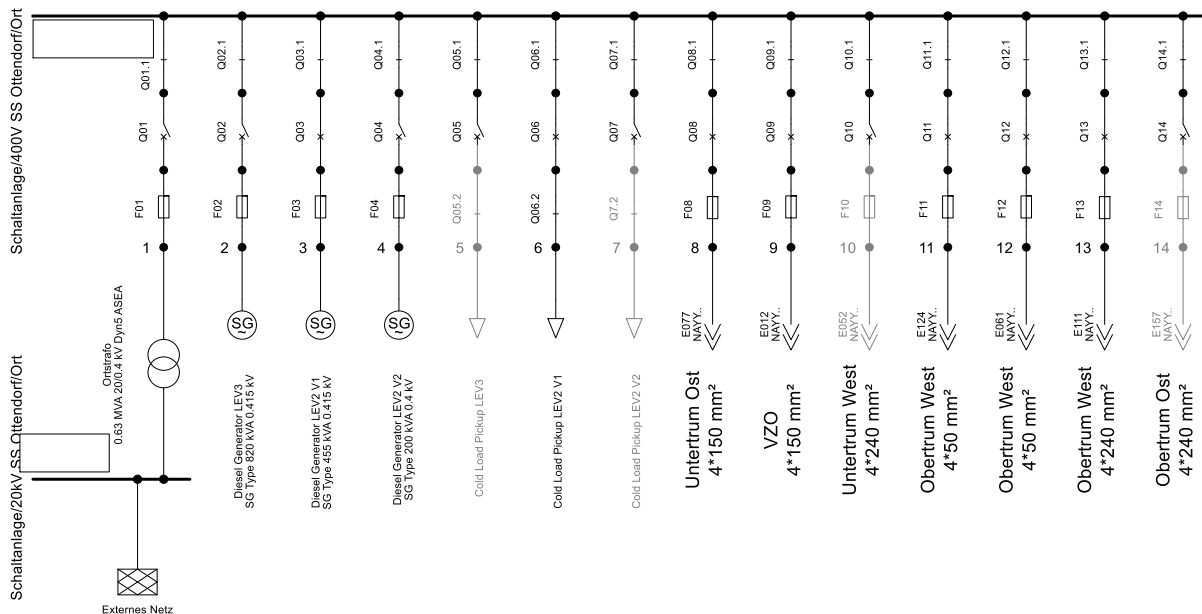 Schaltanlage/400V SS Ottendorf/Ort
Q01.1
Q02.1
Q03.1
Q04.1
Q05.1
Q06.1
Q07.1
Q08.1
Q09.1
Q10.1
Q11.1
Q12.1
Q13.1
Q14.1
Q01
Q02
Q03
Q04
Q05
Q06
Q07
Q08
Q09
Q10
Q11
Q12
Q13
Q14
F01
F02
F03
F04
Q05.2
Q06.2
Q7.2
F08
F09
F10
F11
F12
F13
F14
1
2
3
4
5
6
7
8
9
10
11
12
13
14
SG
~
SG
~
SG
~
E077
NAYY..
E012
NAYY..
E052
NAYY..
E124
NAYY..
E061
NAYY..
E111
NAYY..
E157
NAYY..
Ortstrafo
0.63 MVA 20/0.4 kV Dyn5 ASEA
Diesel Generator LEV3
SG Type 820 kVA 0.415 kV
Diesel Generator LEV2 V1
SG Type 455 kVA 0.415 kV
Diesel Generator LEV2 V2
SG Type 200 kVA 0.4 kV
Cold Load Pickup LEV3
Cold Load Pickup LEV2 V1
Cold Load Pickup LEV2 V2
Untertrum Ost
4*150 mm²
VZO
4*150 mm²
Untertrum West
4*240 mm²
Obertrum West
4*50 mm²
Obertrum West
4*50 mm²
Obertrum West
4*240 mm²
Obertrum Ost
4*240 mm²
Schaltanlage/20kV SS Ottendorf/Ort
Externes Netz